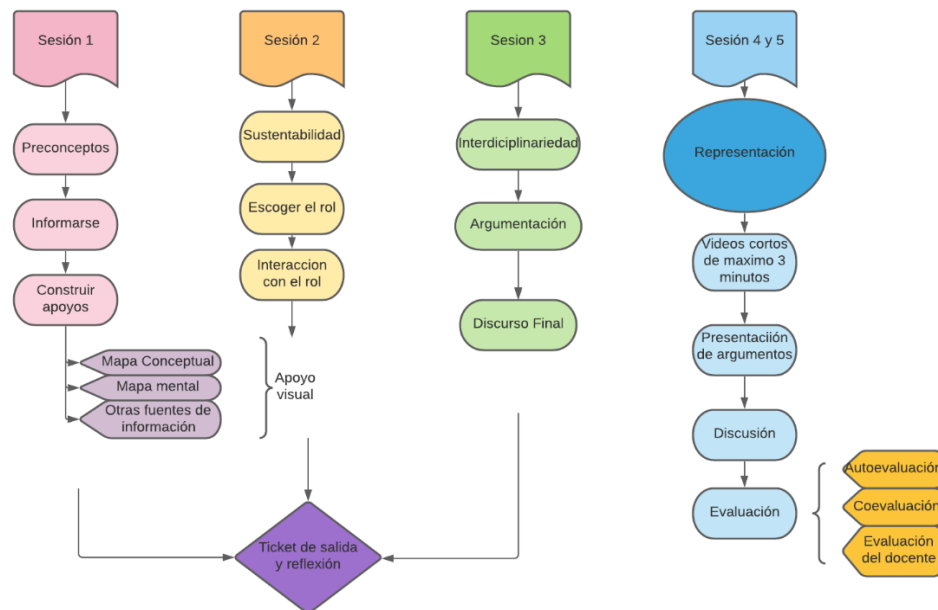 Sesión 1
Preconceptos
Informarse
Construir
apoyos
Mapa Conceptual
Mapa mental
Otras fuentes de
información
Apoyo
visual
Sesión 2
Sustentabilidad
Escoger el rol
Interaccion
con el rol
Sesion 3
Interdiciplinariedad
Argumentación
Discurso Final
Ticket de salida
y reflexión
Sesión 4 y 5
Representación
Videos cortos
de maximo 3
minutos
Presentaciión
de argumentos
Discusión
Evaluación
Autoevaluación
Coevaluación
Evaluación
del docente